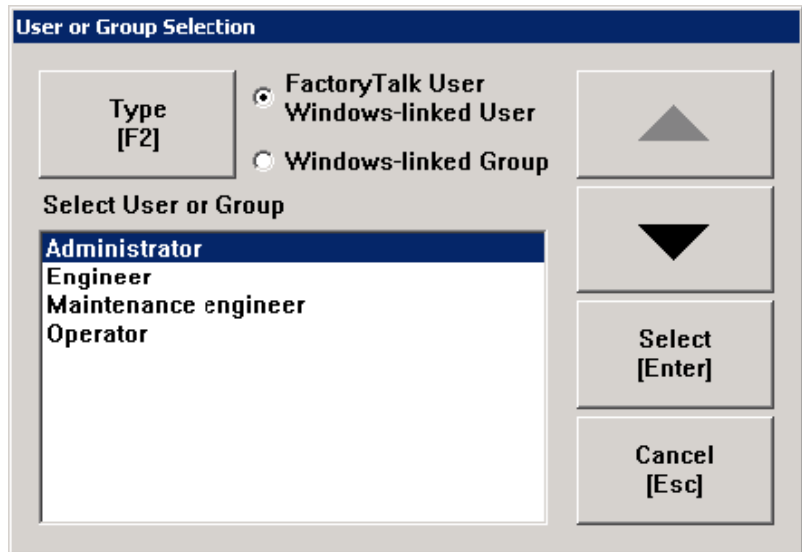 User or Group Selection
Type
[F2]
FactoryTalk User
Windows-linked User
Windows-linked Group
Select User or Group
Administrator
Engineer
Maintenance engineer
Operator
Select
[Enter]
Cancel
[Esc]